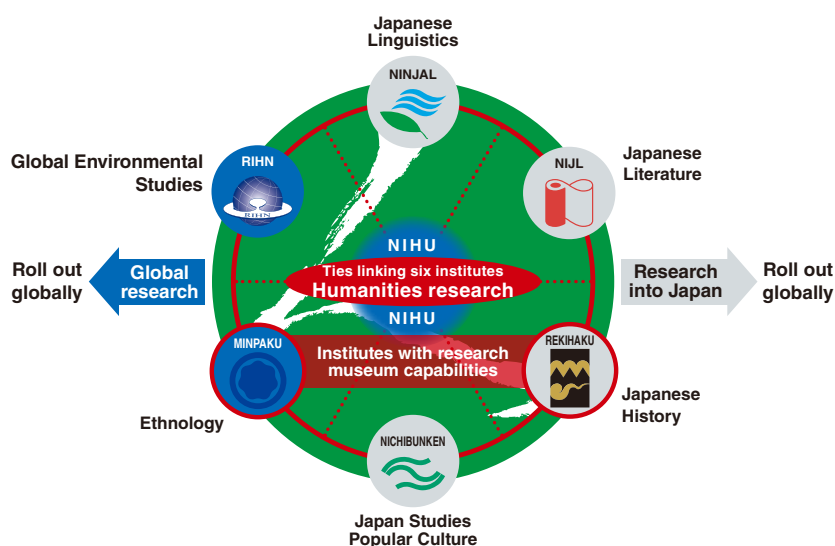 Japanese
Linguistics
NINJAL
Global Environmental
Studies
RIHN
RIHN
NIJL
Japanese
Literature
NIHU
Ties linking six institutes
Humanities research
NIHU
Roll out
globally
Global
research
Research
into Japan
Roll out
globally
MINPAKU
Institutes with research
museum capabilities
REKIHAKU
Ethnology
Japanese
History
NICHIBUNKEN
Japan Studies
Popular Culture